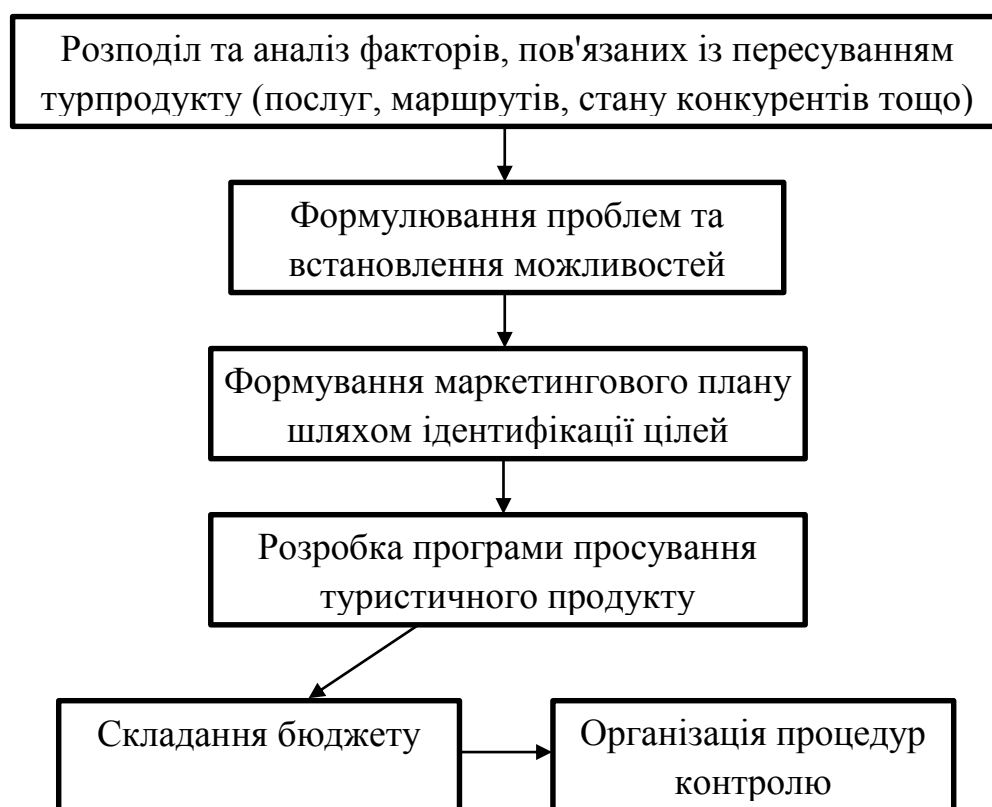 Розподіл та аналіз факторів, пов'язаних із пересуванням
турпродукту (послуг, маршрутів, стану конкурентів тощо)
Формулювання проблем та
встановлення можливостей
Формування маркетингового плану
шляхом ідентифікації цілей
Розробка програми просування
туристичного продукту
Складання бюджету
Організація процедур
контролю